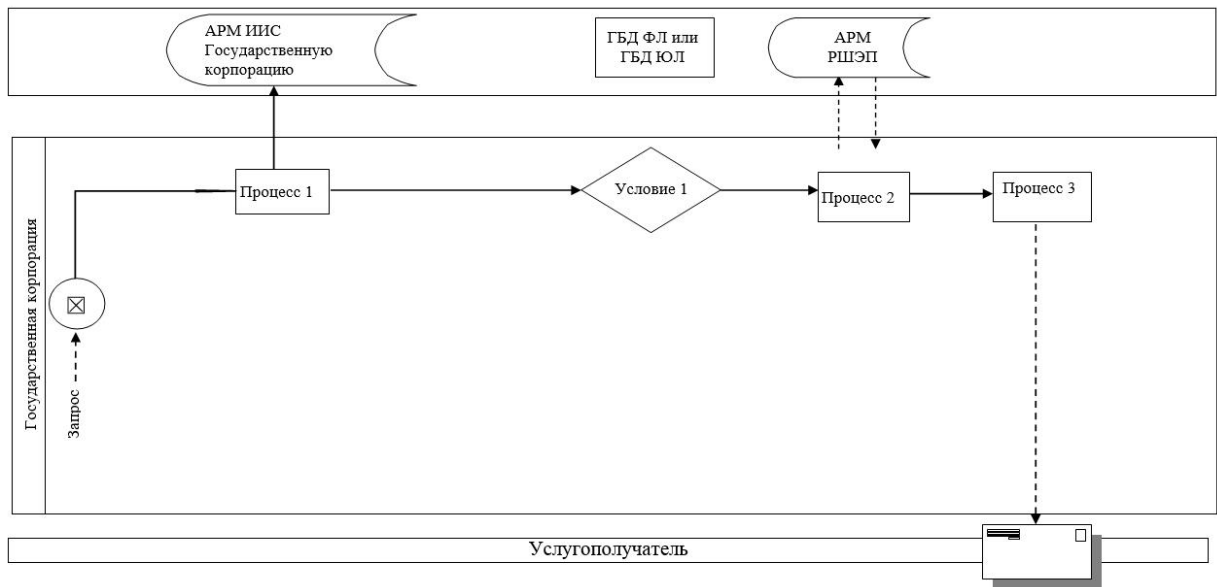 АРМ ИИС
Государственную
корпорацию
ГБД ФЛ или
ГБД ЮЛ
АРМ
РШЭП
Государственная корпорация
Процесс 1
Условие 1
Процесс 2
Процесс 3
Запрос
Услугополучатель